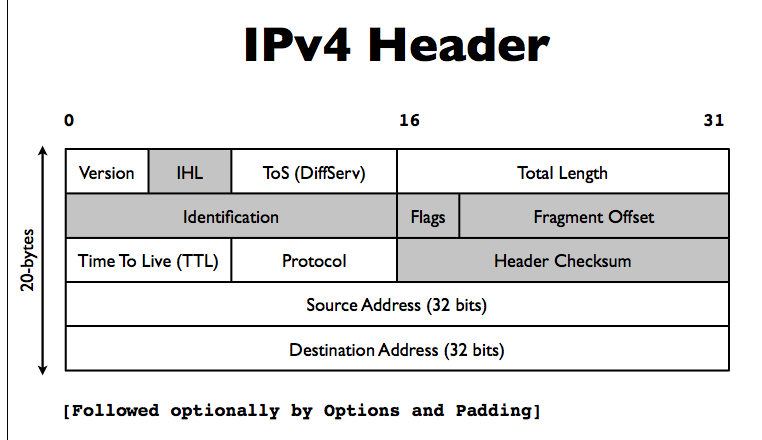 IPv4 Header
0 16 31
Version IHL ToS (DiffServ) Total Length
Identification Flags Fragment Offset
Time To Live (TTL) Protocol Header Checksum
Source Address (32 bits)
Destination Address (32 bits)
20-bytes
[Followed optionally by Options and Padding]